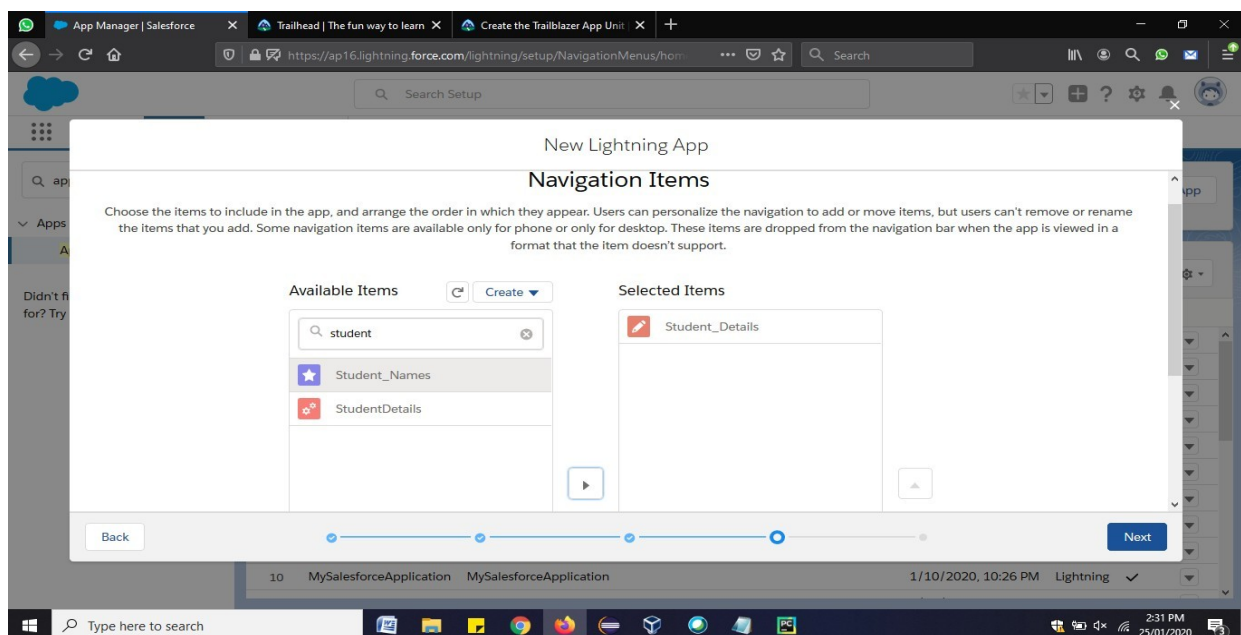 App Manager | Salesforce
Trailhead | The fun way to learn
Create the Trailblazer App Unit
https://ap16.lightning.force.com/lightning/setup/NavigationMenus/hom
Search
Search Setup
New Lightning App
ap
App
Navigation Items
Choose the items to include in the app, and arrange the order in which they appear. Users can personalize the navigation to add or move items, but users can't remove or rename
Apps
the items that you add. Some navigation items are available only for phone or only for desktop. These items are dropped from the navigation bar when the app is viewed in a
A
format that the item doesn't support.
Didn't fi
for? Try
Available Items
Create
Selected Items
student
Student_Details
Student_Names
StudentDetails
Back
Next
10 MySalesforceApplication MySalesforceApplication 1/10/2020, 10:26 PM Lightning
Type here to search
PC
2:31 PM
25/01/2020
3